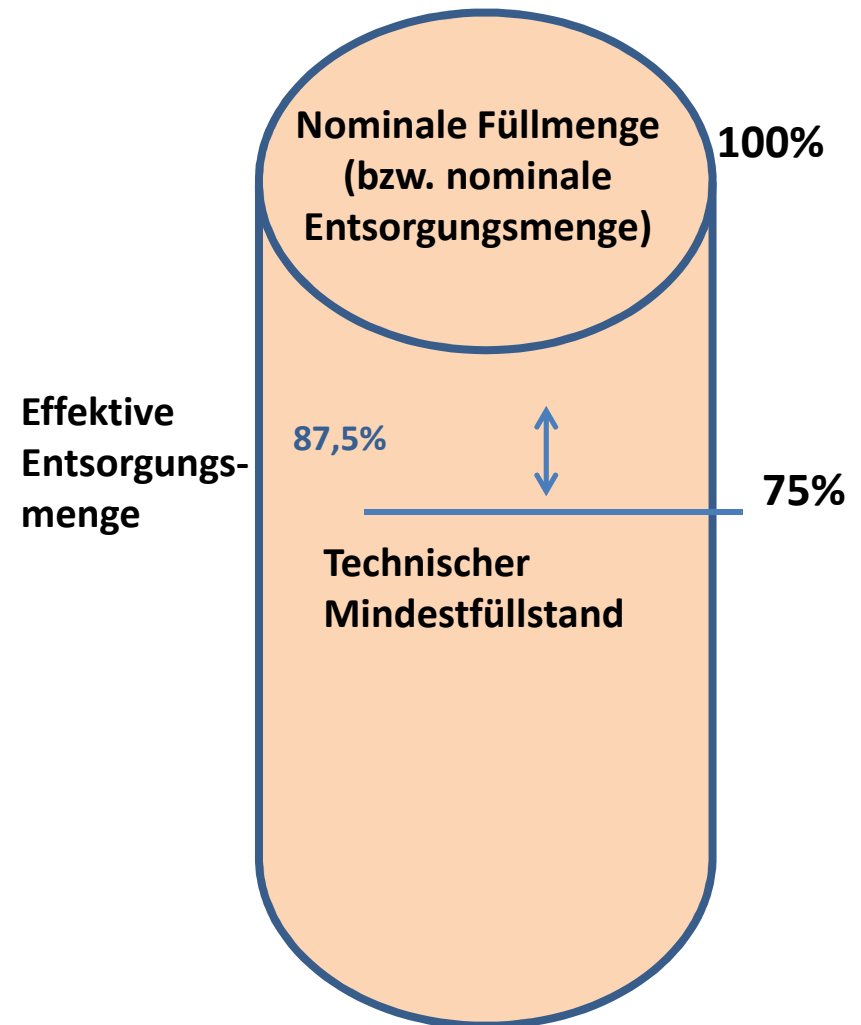 Nominale Füllmenge
(bzw. nominale
Entsorgungsmenge)
100%
Effektive
Entsorgungs-
menge
87,5%
75%
Technischer
Mindestfüllstand